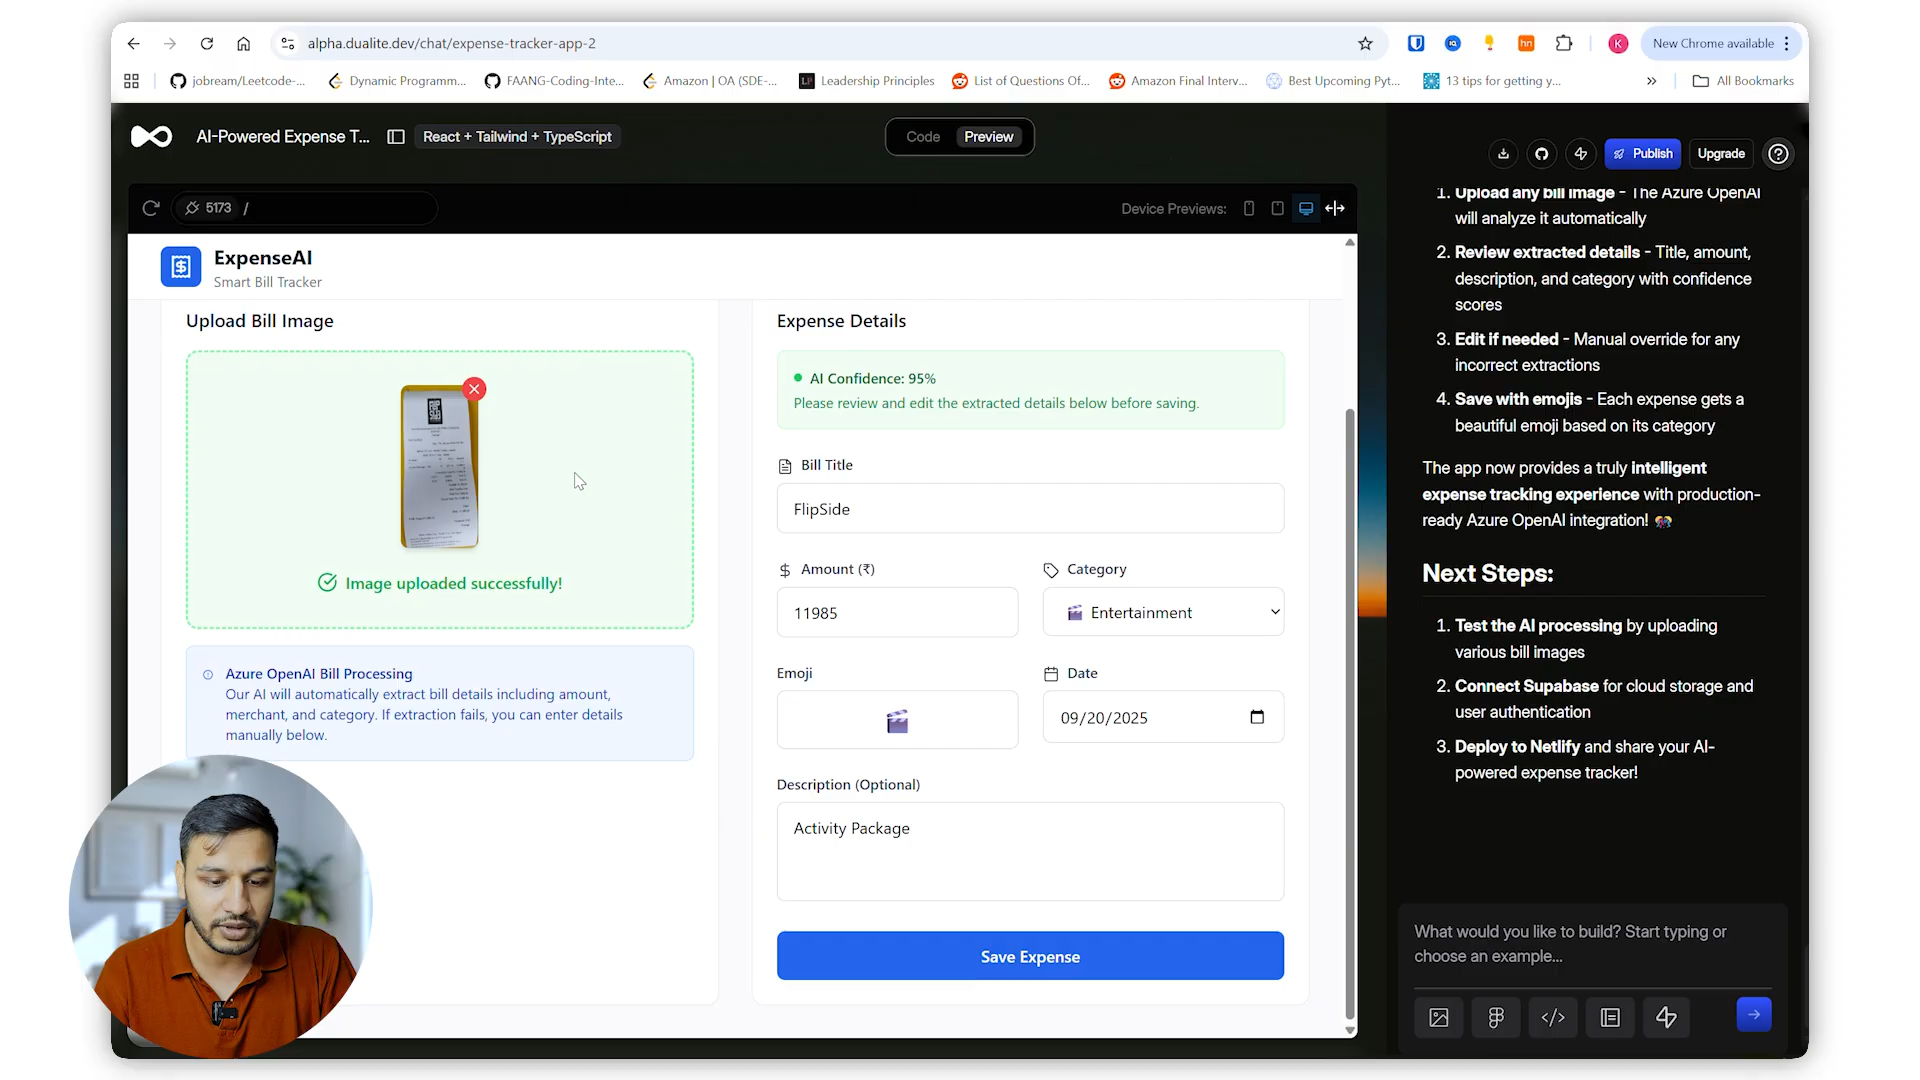 alpha.dualite.dev/chat/expense-tracker-app-2
K
New Chrome available
jobream/Leetcode-...
Dynamic Programm...
FAANG-Coding-Inte...
Amazon | OA (SDE-...
Leadership Principles
List of Questions Of...
Amazon Final Interv...
Best Upcoming Pyt...
13 tips for getting y...
All Bookmarks
AI-Powered Expense T...
React + Tailwind + TypeScript
Code
Preview
Publish
Upgrade
5173 /
Device Previews:
ExpenseAI
Smart Bill Tracker
Upload Bill Image
Image uploaded successfully!
Azure OpenAI Bill Processing
Our AI will automatically extract bill details including amount,
merchant, and category. If extraction fails, you can enter details
manually below.
Expense Details
AI Confidence: 95%
Please review and edit the extracted details below before saving.
Bill Title
FlipSide
Amount (₹)
11985
Category
Entertainment
Emoji
Date
09/20/2025
Description (Optional)
Activity Package
Save Expense
1. Upload any bill image - The Azure OpenAI
will analyze it automatically
2. Review extracted details - Title, amount,
description, and category with confidence
scores
3. Edit if needed - Manual override for any
incorrect extractions
4. Save with emojis - Each expense gets a
beautiful emoji based on its category
The app now provides a truly intelligent
expense tracking experience with production-
ready Azure OpenAI integration! 🎊
Next Steps:
1. Test the AI processing by uploading
various bill images
2. Connect Supabase for cloud storage and
user authentication
3. Deploy to Netlify and share your AI-
powered expense tracker!
What would you like to build? Start typing or
choose an example...